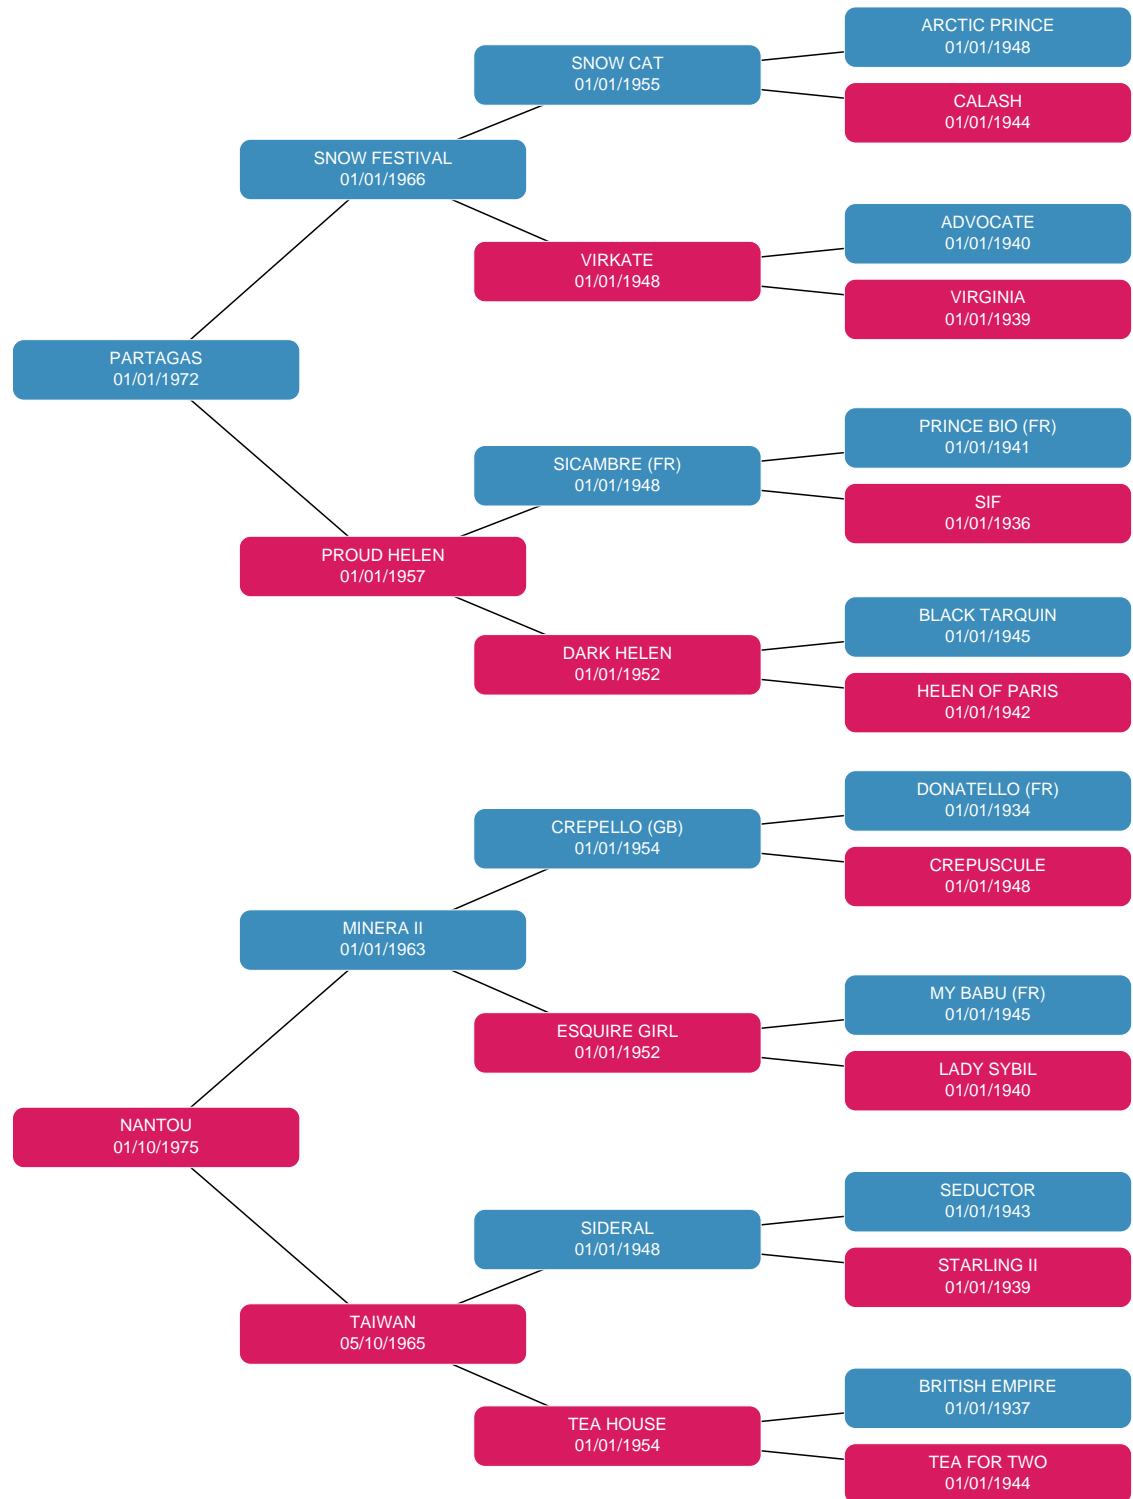 ARCTIC PRINCE
01/01/1948
SNOW CAT
01/01/1955
CALASH
01/01/1944
SNOW FESTIVAL
01/01/1966
ADVOCATE
01/01/1940
VIRKATE
01/01/1948
VIRGINIA
01/01/1939
PARTAGAS
01/01/1972
PRINCE BIO (FR)
01/01/1941
SICAMBRE (FR)
01/01/1948
SIF
01/01/1936
PROUD HELEN
01/01/1957
BLACK TARQUIN
01/01/1945
DARK HELEN
01/01/1952
HELEN OF PARIS
01/01/1942
DONATELLO (FR)
01/01/1934
CREPELLO (GB)
01/01/1954
CREPUSCULE
01/01/1948
MINERA II
01/01/1963
MY BABU (FR)
01/01/1945
ESQUIRE GIRL
01/01/1952
LADY SYBIL
01/01/1940
NANTOU
01/10/1975
SEDUCTOR
01/01/1943
SIDERAL
01/01/1948
STARLING II
01/01/1939
TAIWAN
05/10/1965
BRITISH EMPIRE
01/01/1937
TEA HOUSE
01/01/1954
TEA FOR TWO
01/01/1944